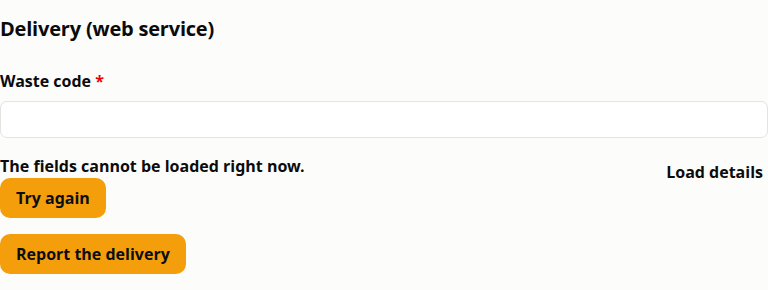 Delivery (web service)
Waste code *
The fields cannot be loaded right now.
Load details
Try again
Report the delivery